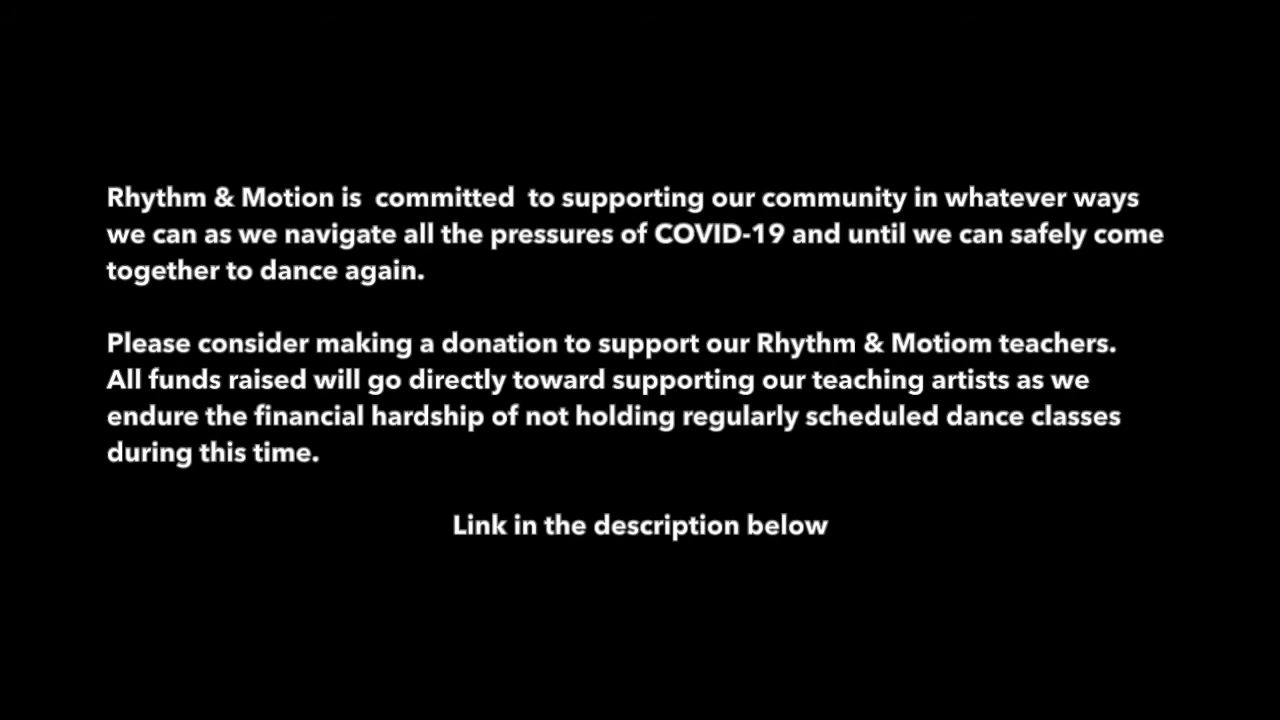 Rhythm & Motion is  committed  to supporting our community in whatever ways
we can as we navigate all the pressures of COVID-19 and until we can safely come
together to dance again.
Please consider making a donation to support our Rhythm & Motiom teachers.
All funds raised will go directly toward supporting our teaching artists as we
endure the financial hardship of not holding regularly scheduled dance classes
during this time.
Link in the description below